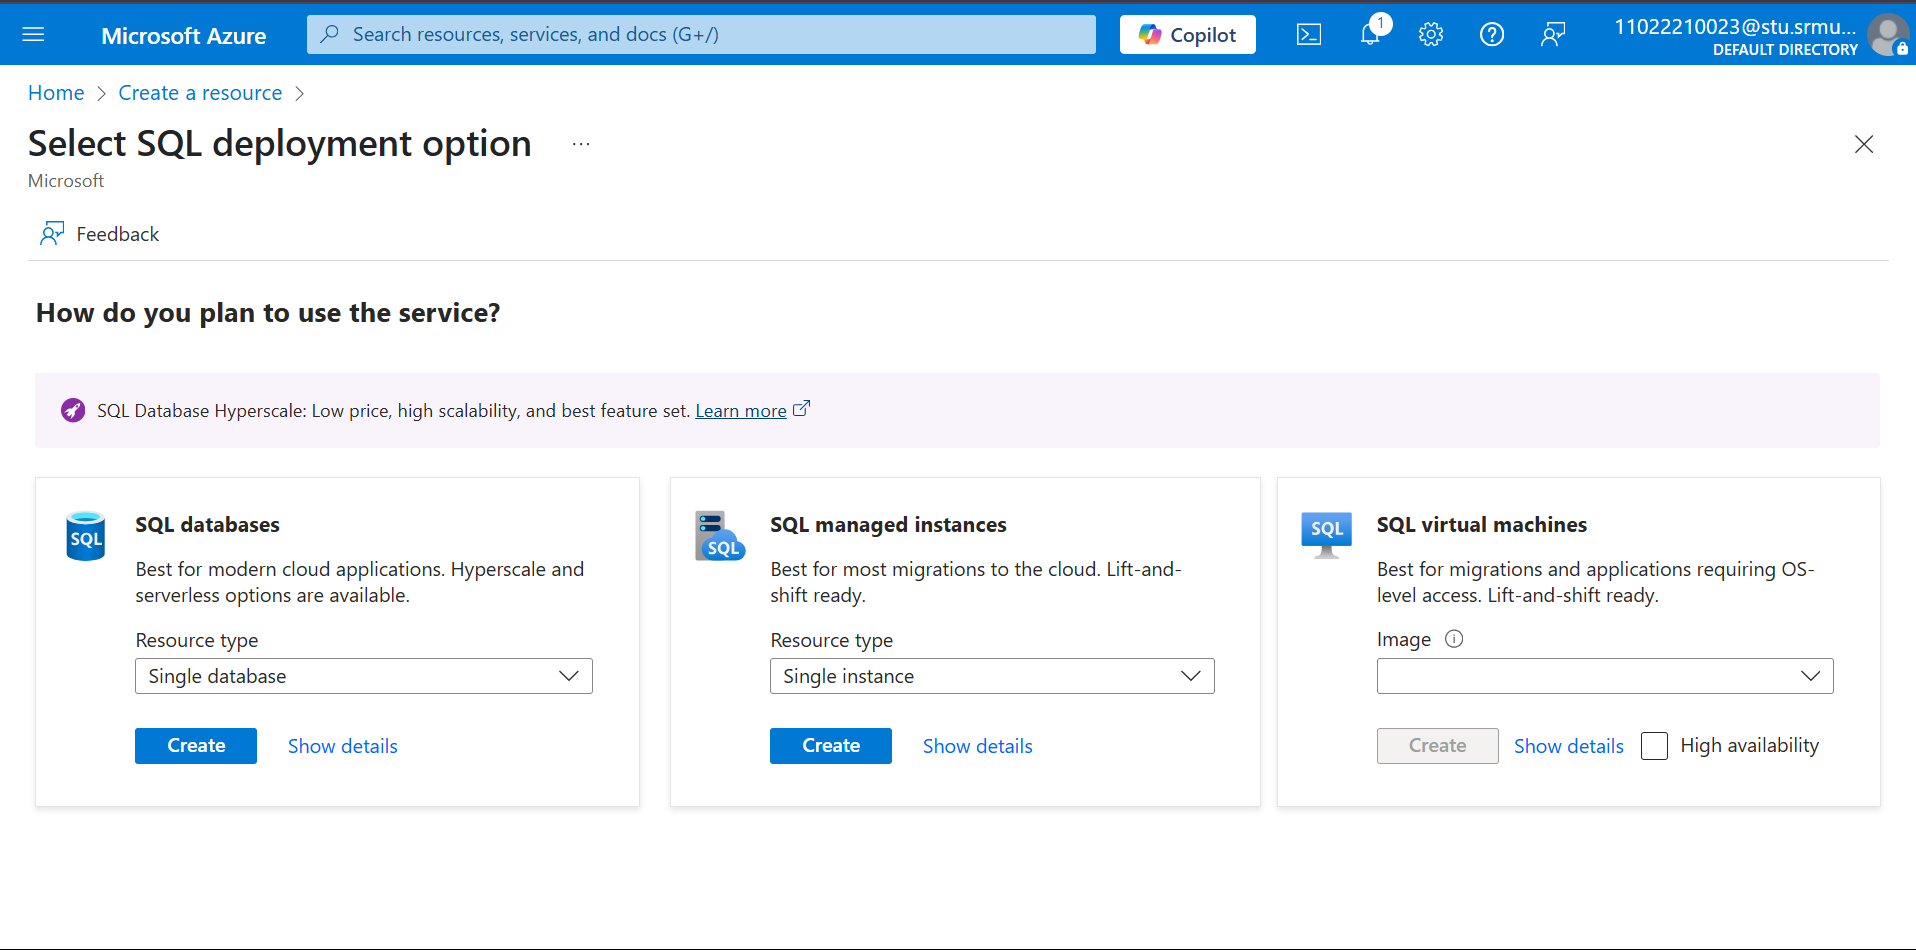 Microsoft Azure
Search resources, services, and docs (G+/)
Copilot
1
11022210023@stu.srmu...
DEFAULT DIRECTORY
Home > Create a resource >
Select SQL deployment option ...
Microsoft
Feedback
How do you plan to use the service?
SQL Database Hyperscale: Low price, high scalability, and best feature set. Learn more
SQL
SQL databases
Best for modern cloud applications. Hyperscale and
serverless options are available.
Resource type
Single database
Create
Show details
SQL
SQL managed instances
Best for most migrations to the cloud. Lift-and-
shift ready.
Resource type
Single instance
Create
Show details
SQL
SQL virtual machines
Best for migrations and applications requiring OS-
level access. Lift-and-shift ready.
Image
Create
Show details
High availability